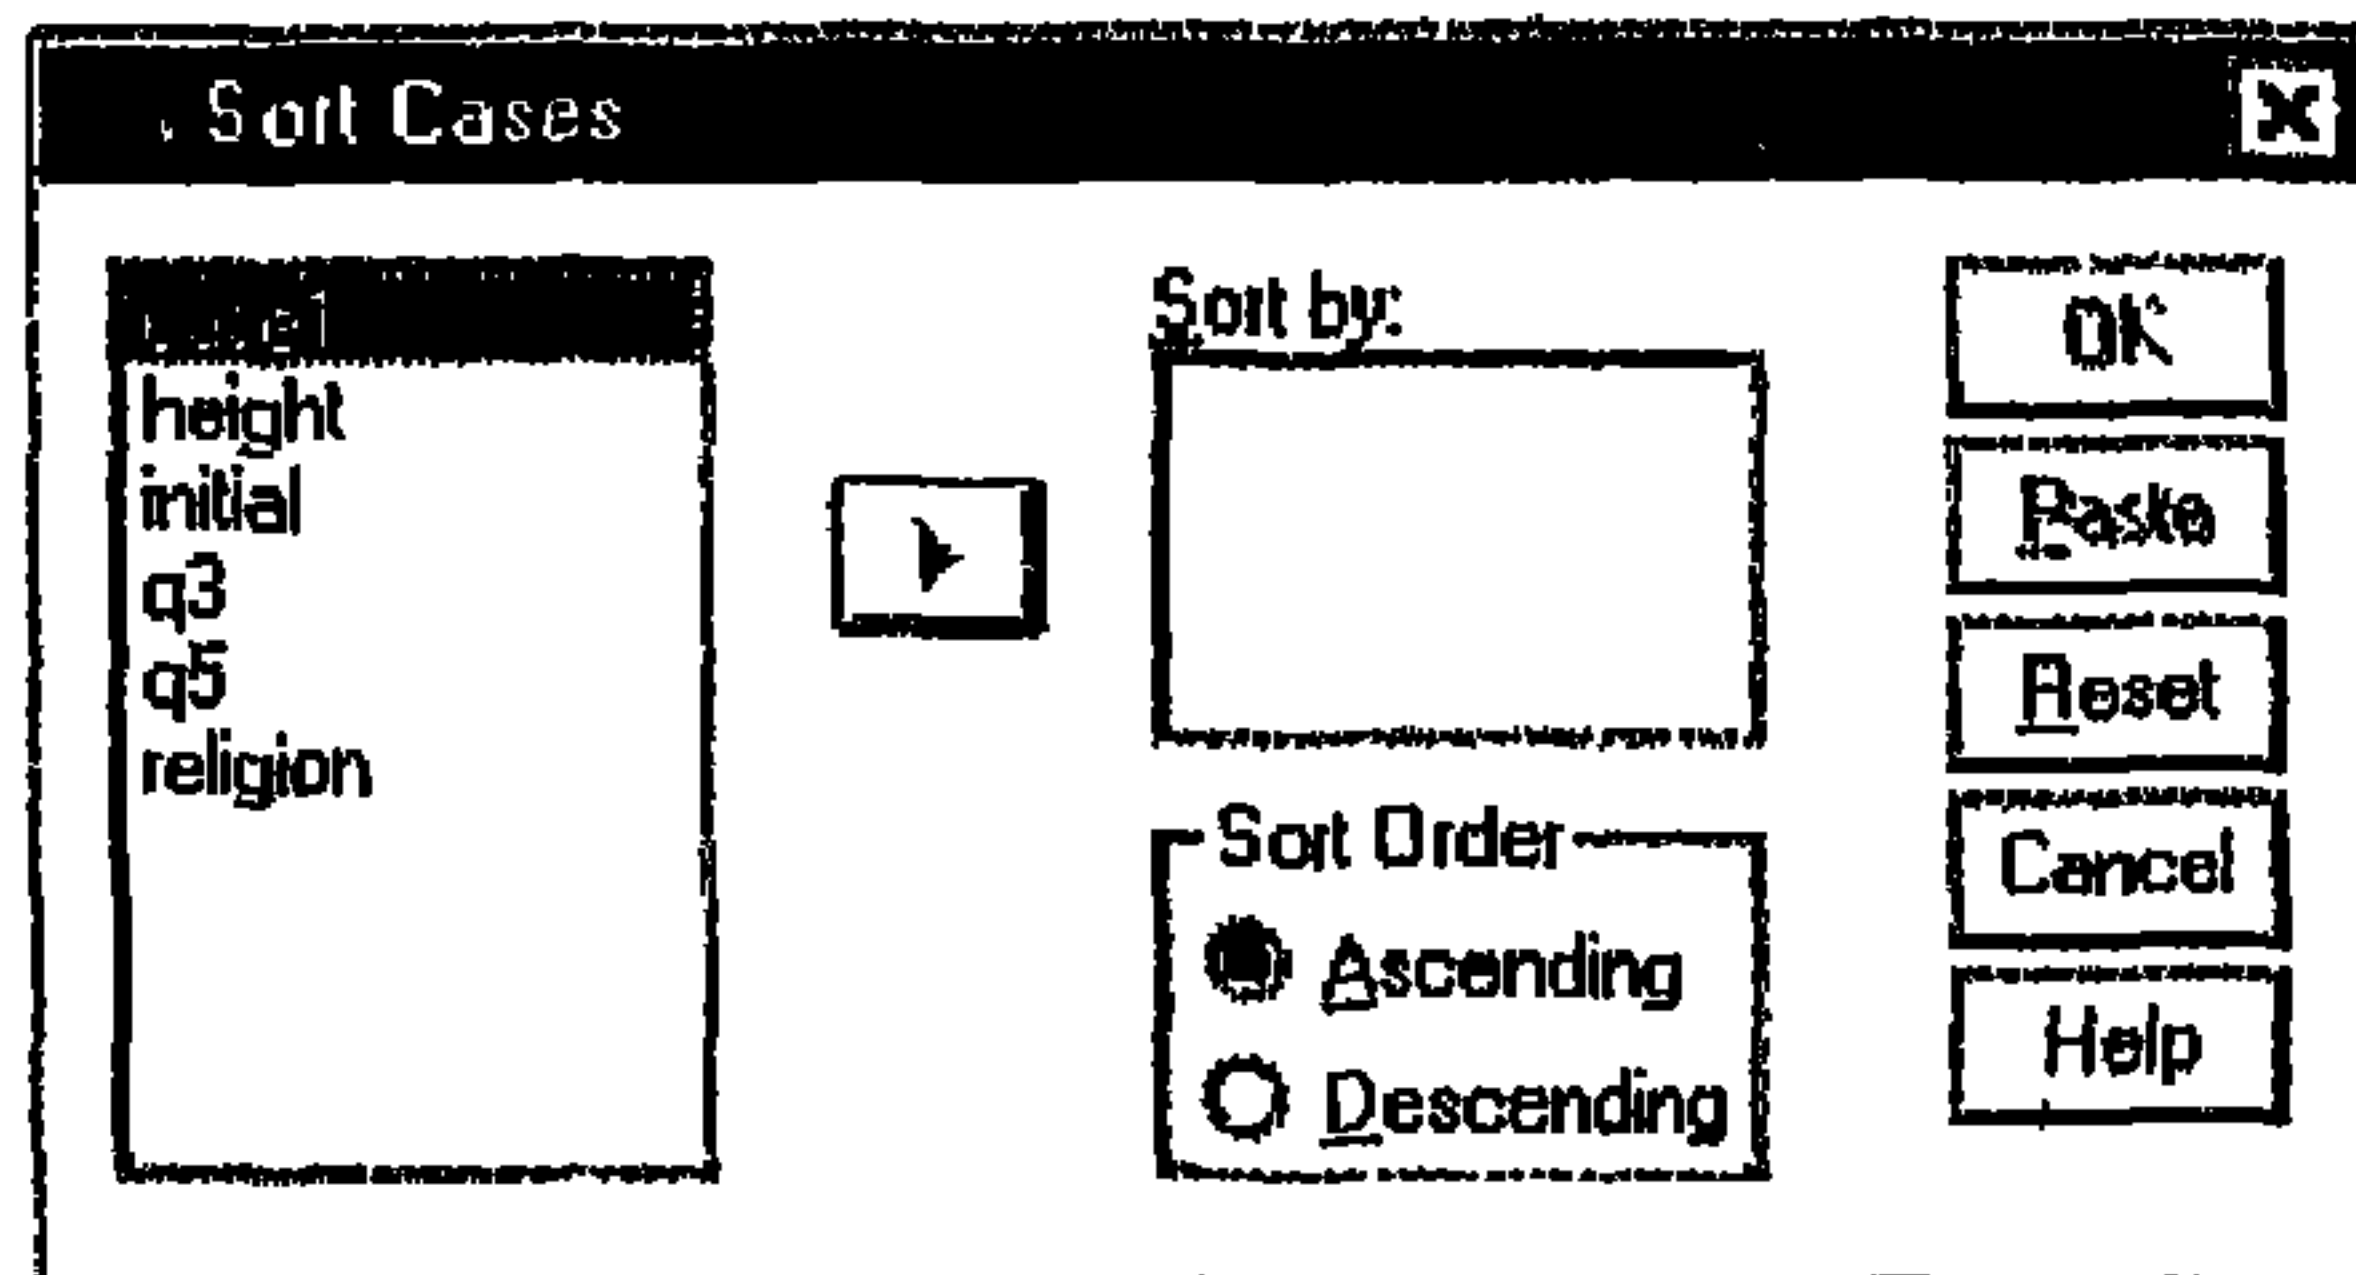 Sort Cases
height
initial
q3
q5
religion
Sort by:
Sort Order
Ascending
Descending
OK
Paste
Reset
Cancel
Help